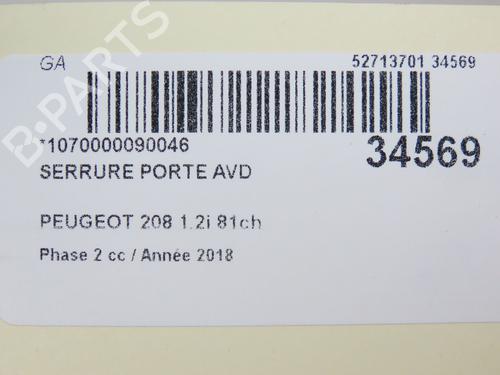 B-PARTS
GA
52713701 34569
*1070000090046
34569
SERRURE PORTE AVD
PEUGEOT 208 1.2i 81ch
Phase 2 cc / Année 2018